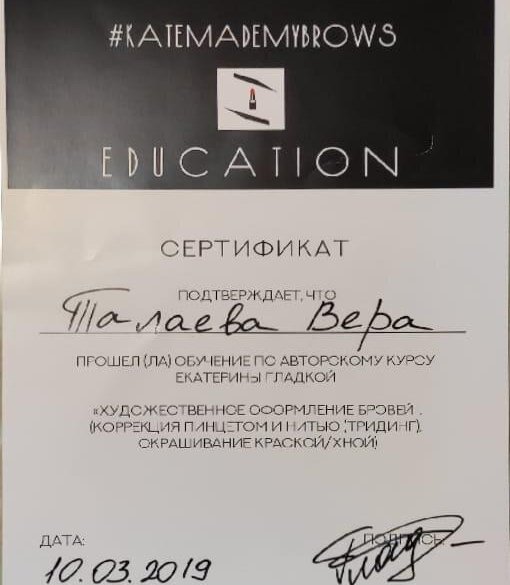 #KATEMADEMYBROWS
EDUCATION
СЕРТИФИКАТ
ПОДТВЕРЖДАЕТ, ЧТО
Талаева Вера
ПРОШЕЛ (ЛА) ОБУЧЕНИЕ ПО АВТОРСКОМУ КУРСУ
ЕКАТЕРИНЫ ГЛАДКОЙ
«ХУДОЖЕСТВЕННОЕ ОФОРМЛЕНИЕ БРОВЕЙ.
(КОРРЕКЦИЯ ПИНЦЕТОМ И НИТЬЮ (ТРИДИНГ),
ОКРАШИВАНИЕ КРАСКОЙ/ХНОЙ)
ДАТА: ПОДПИСЬ:
10.03.2019